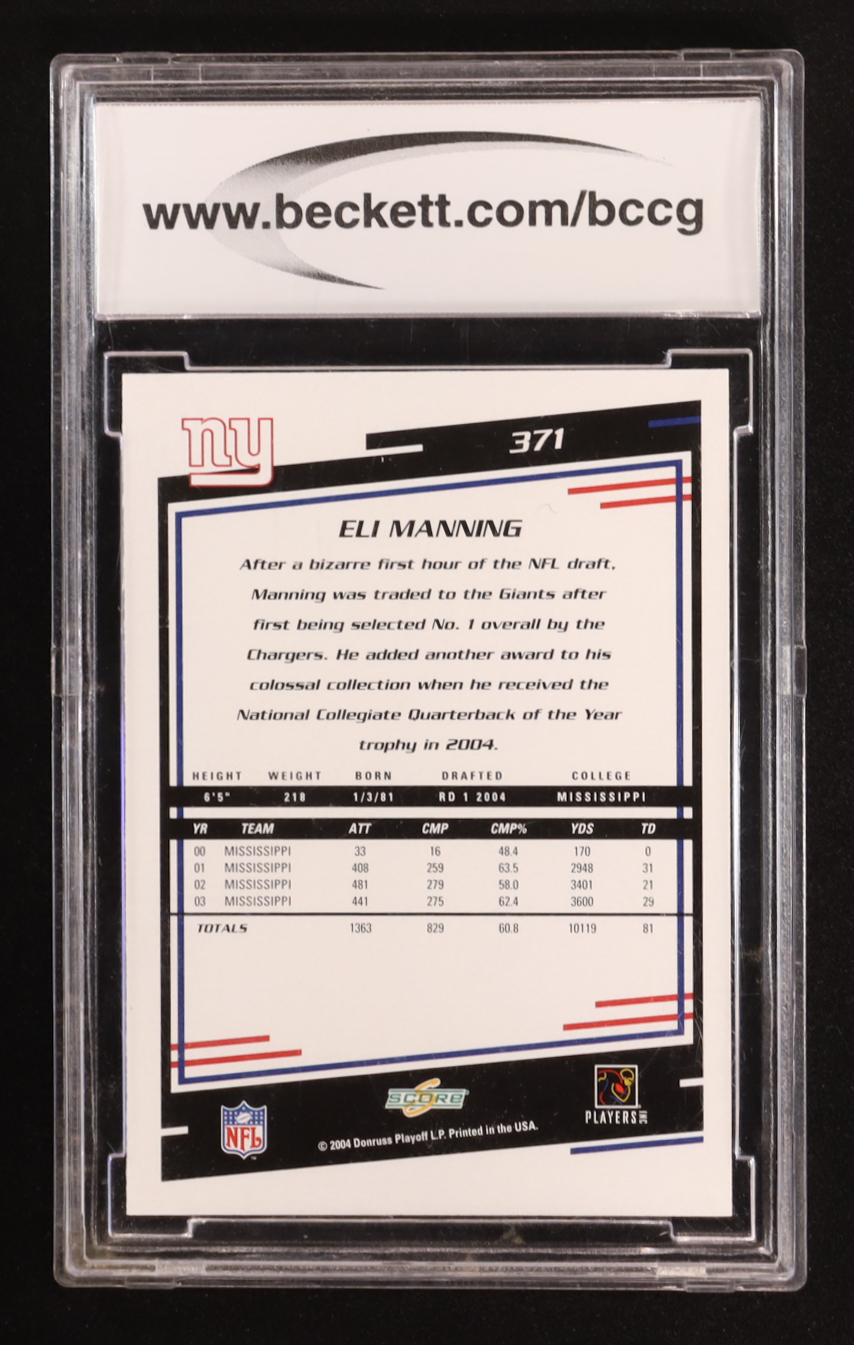 www.beckett.com/bccg
ny
371
ELI MANNING
After a bizarre first hour of the NFL draft,
Manning was traded to the Giants after
first being selected No. 1 overall by the
Chargers. He added another award to his
colossal collection when he received the
National Collegiate Quarterback of the Year
trophy in 2004.
HEIGHT WEIGHT BORN DRAFTED COLLEGE
6'5" 218 1/3/81 RD 1 2004 MISSISSIPPI
YR TEAM ATT CMP CMP% YDS TD
00 MISSISSIPPI 33 16 48.4 170 0
01 MISSISSIPPI 408 259 63.5 2948 31
02 MISSISSIPPI 481 279 58.0 3401 21
03 MISSISSIPPI 441 275 62.4 3600 29
TOTALS 1363 829 60.8 10119 81
NFL
SCORE
PLAYERS INC
© 2004 Donruss Playoff L.P. Printed in the USA.